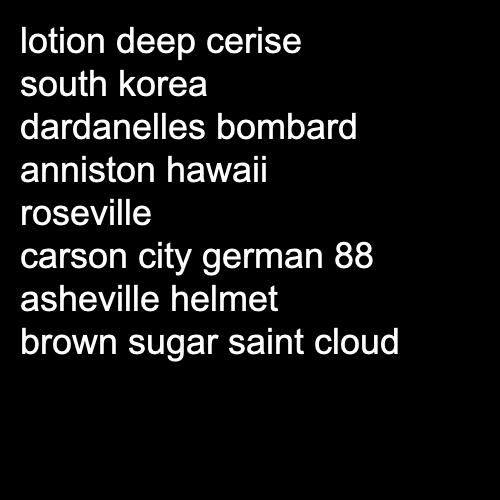 lotion deep cerise
south korea
dardanelles bombard
anniston hawaii
roseville
carson city german 88
asheville helmet
brown sugar saint cloud